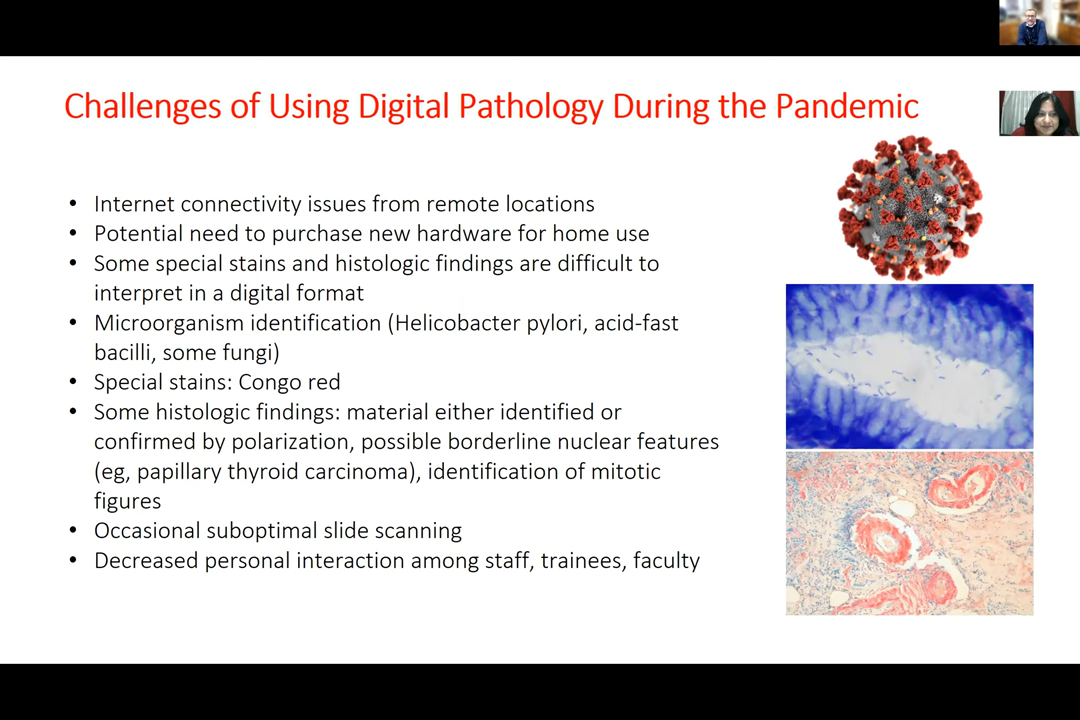 Challenges of Using Digital Pathology During the Pandemic
• Internet connectivity issues from remote locations
• Potential need to purchase new hardware for home use
• Some special stains and histologic findings are difficult to
interpret in a digital format
• Microorganism identification (Helicobacter pylori, acid-fast
bacilli, some fungi)
• Special stains: Congo red
• Some histologic findings: material either identified or
confirmed by polarization, possible borderline nuclear features
(eg, papillary thyroid carcinoma), identification of mitotic
figures
• Occasional suboptimal slide scanning
• Decreased personal interaction among staff, trainees, faculty